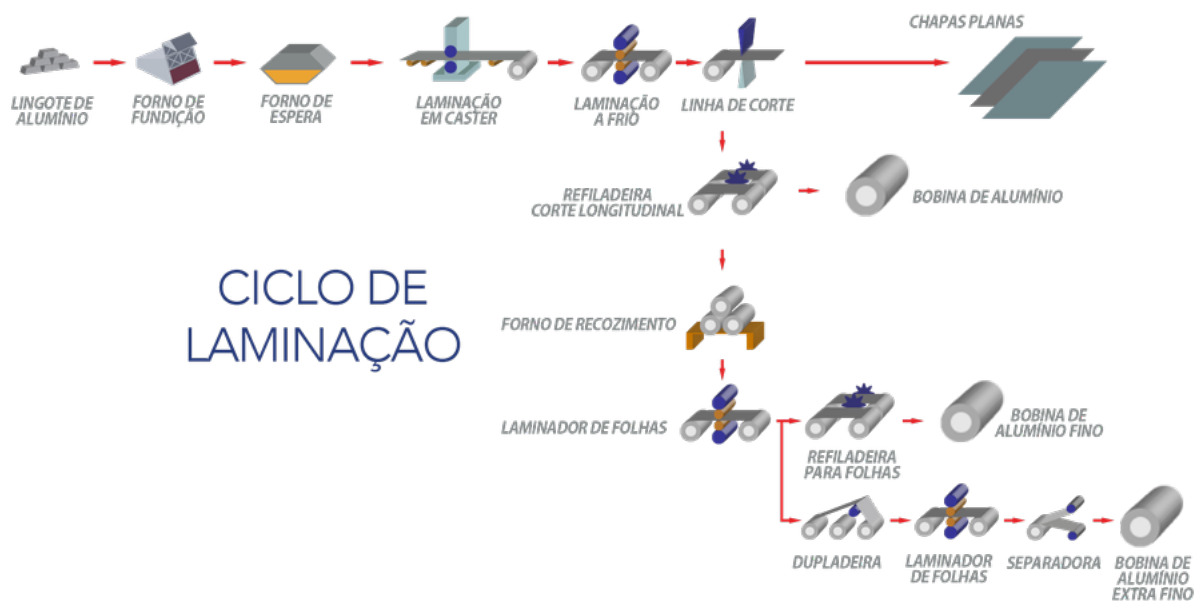 CHAPAS PLANAS
LINGOTE DE
ALUMÍNIO
FORNO DE
FUNDIÇÃO
FORNO DE
ESPERA
LAMINAÇÃO
EM CASTER
LAMINAÇÃO
A FRIO
LINHA DE CORTE
REFILADEIRA
CORTE LONGITUDINAL
BOBINA DE ALUMÍNIO
CICLO DE
LAMINAÇÃO
FORNO DE RECOZIMENTO
LAMINADOR DE FOLHAS
REFILADEIRA
PARA FOLHAS
BOBINA DE
ALUMÍNIO FINO
DUPLADEIRA
LAMINADOR
DE FOLHAS
SEPARADORA
BOBINA DE
ALUMÍNIO
EXTRA FINO